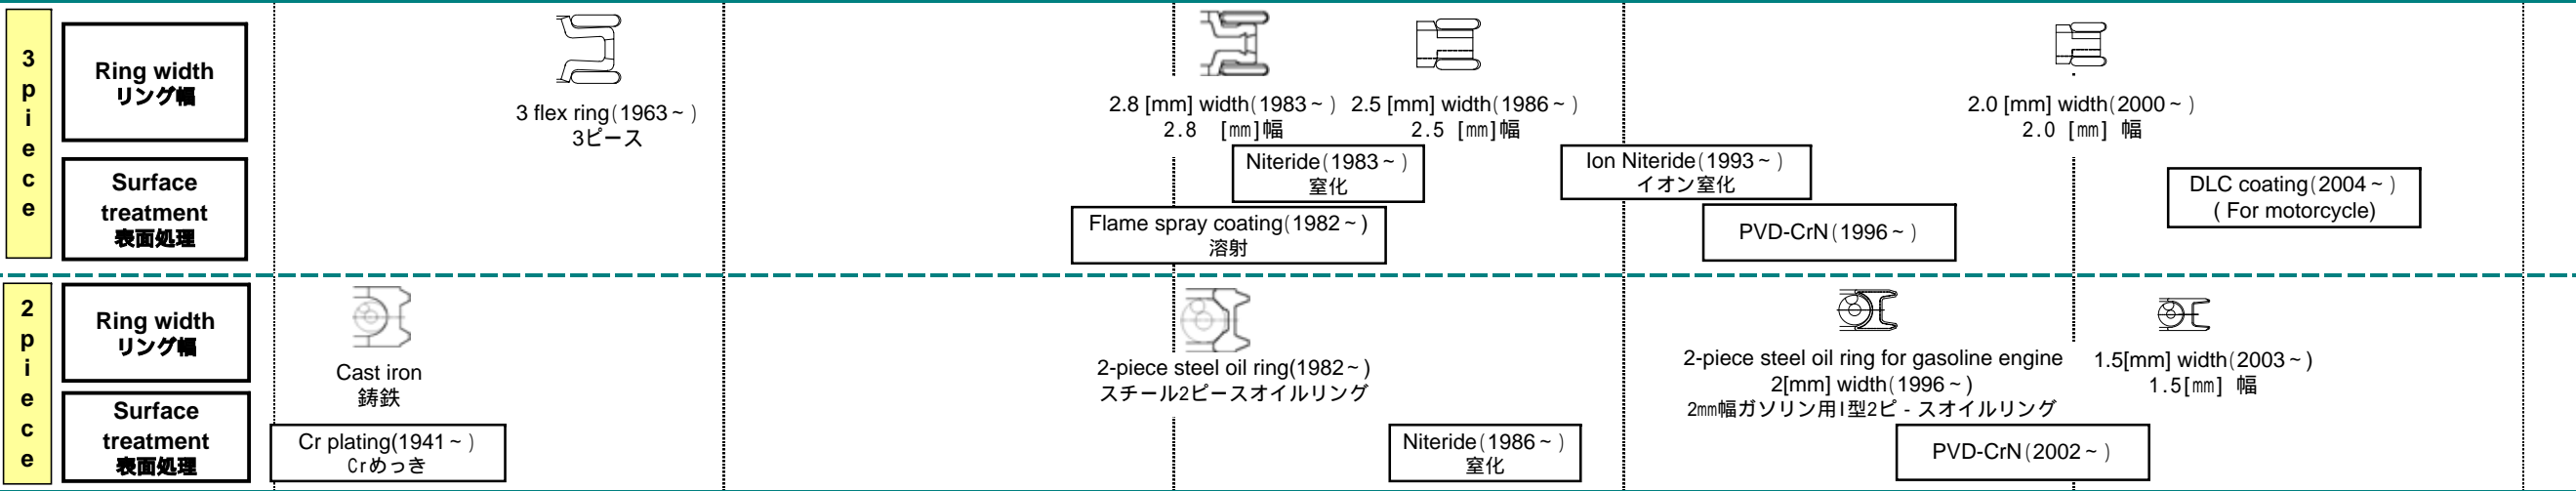 3
p
i
e
c
e
Ring width
リング幅
3 flex ring(1963~ )
3ピース
2.8 [mm] width(1983~ )
2.8 [㎜]幅
2.5 [mm] width(1986~ )
2.5 [㎜]幅
2.0 [mm] width(2000~ )
2.0 [㎜] 幅
Surface
treatment
表面処理
Niteride(1983~ )
窒化
Flame spray coating(1982~)
溶射
Ion Niteride(1993~ )
イオン窒化
PVD-CrN(1996~ )
DLC coating(2004~ )
( For motorcycle)
2
p
i
e
c
e
Ring width
リング幅
Cast iron
鋳鉄
2-piece steel oil ring(1982~)
スチール2ピースオイルリング
2-piece steel oil ring for gasoline engine
2[mm] width(1996~)
2㎜幅ガソリン用I型2ピ-スオイルリング
1.5[mm] width(2003~)
1.5[㎜] 幅
Surface
treatment
表面処理
Cr plating(1941~ )
Crめっき
Niteride(1986~ )
窒化
PVD-CrN(2002~ )